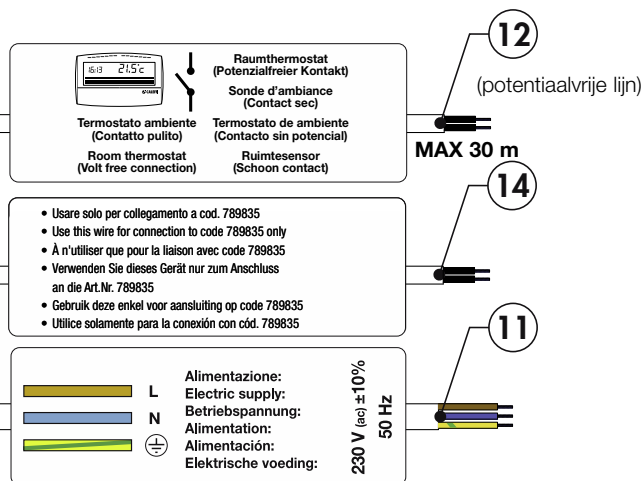 12
Raumthermostat
(Potenzialfreier Kontakt)
16:13 21.5°c
Sonde d'ambiance
(Contact sec)
(potentiaalvrije lijn)
Termostato ambiente
(Contatto pulito)
Termostato de ambiente
(Contacto sin potencial)
Room thermostat
(Volt free connection)
Ruimtesensor
(Schoon contact)
MAX 30 m
14
• Usare solo per collegamento a cod. 789835
• Use this wire for connection to code 789835 only
• À n'utiliser que pour la liaison avec code 789835
• Verwenden Sie dieses Gerät nur zum Anschluss
an die Art.Nr. 789835
• Gebruik deze enkel voor aansluiting op code 789835
• Utilice solamente para la conexión con cód. 789835
11
L
N
Alimentazione:
Electric supply:
Betriebspannung:
Alimentation:
Alimentación:
Elektrische voeding:
230 V (ac) ±10%
50 Hz